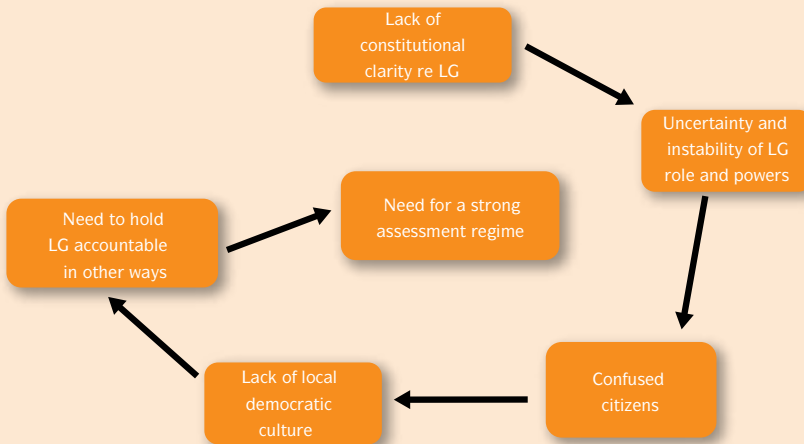 Lack of
constitutional
clarity re LG
Uncertainty and
instability of LG
role and powers
Confused
citizens
Lack of local
democratic
culture
Need to hold
LG accountable
in other ways
Need for a strong
assessment regime